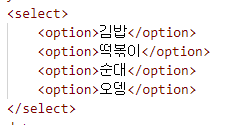 <select>
<option>김밥</option>
<option>떡볶이</option>
<option>순대</option>
<option>오뎅</option>
</select>